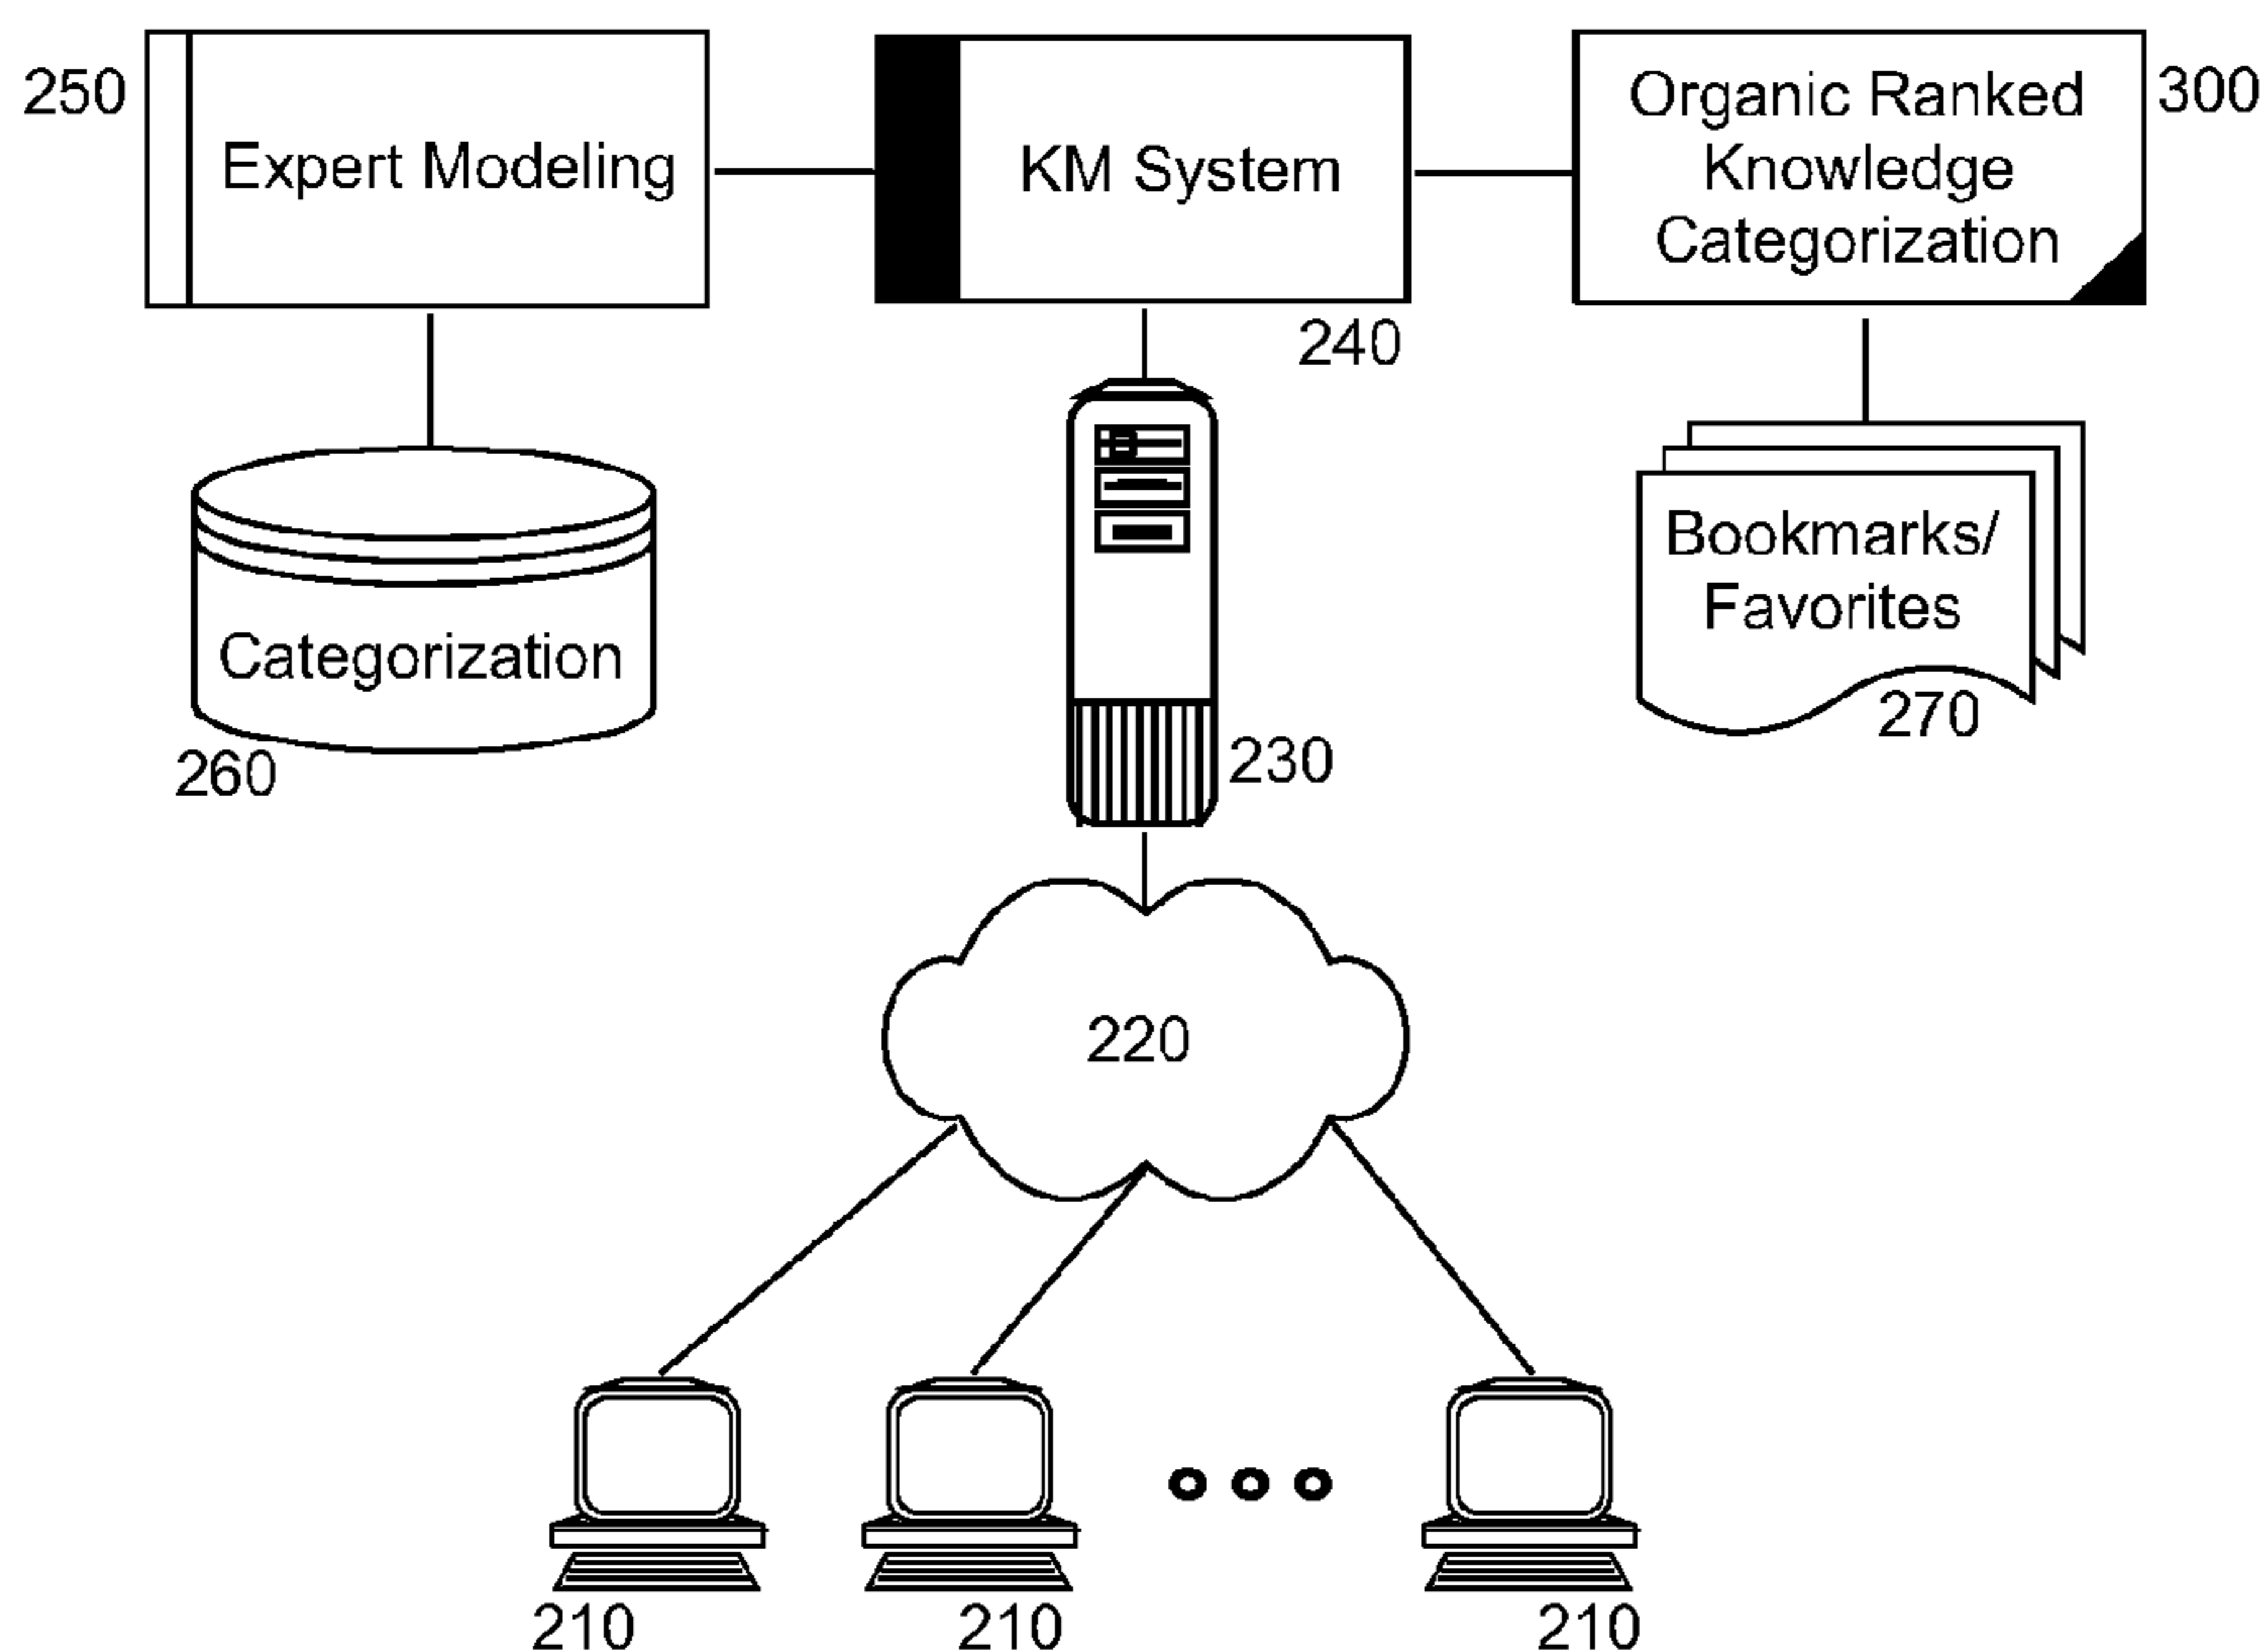 250
Expert Modeling
KM System
Organic Ranked
Knowledge
Categorization
300
240
Categorization
260
230
Bookmarks/
Favorites
270
220
210
210
210